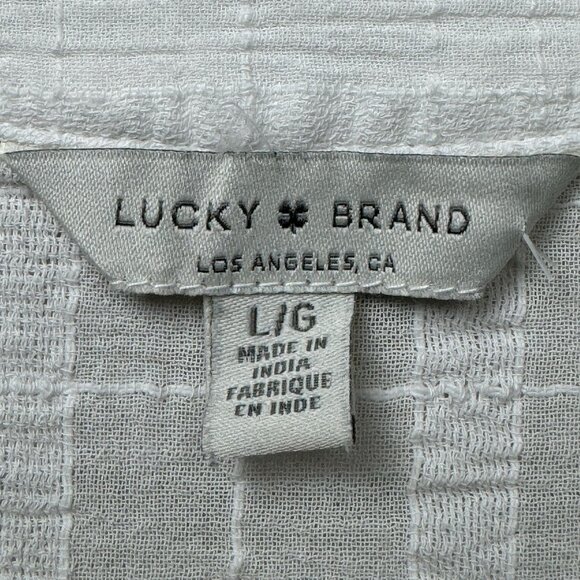 LUCKY BRAND
LOS ANGELES, CA
L/G
MADE IN
INDIA
FABRIQUE
EN INDE